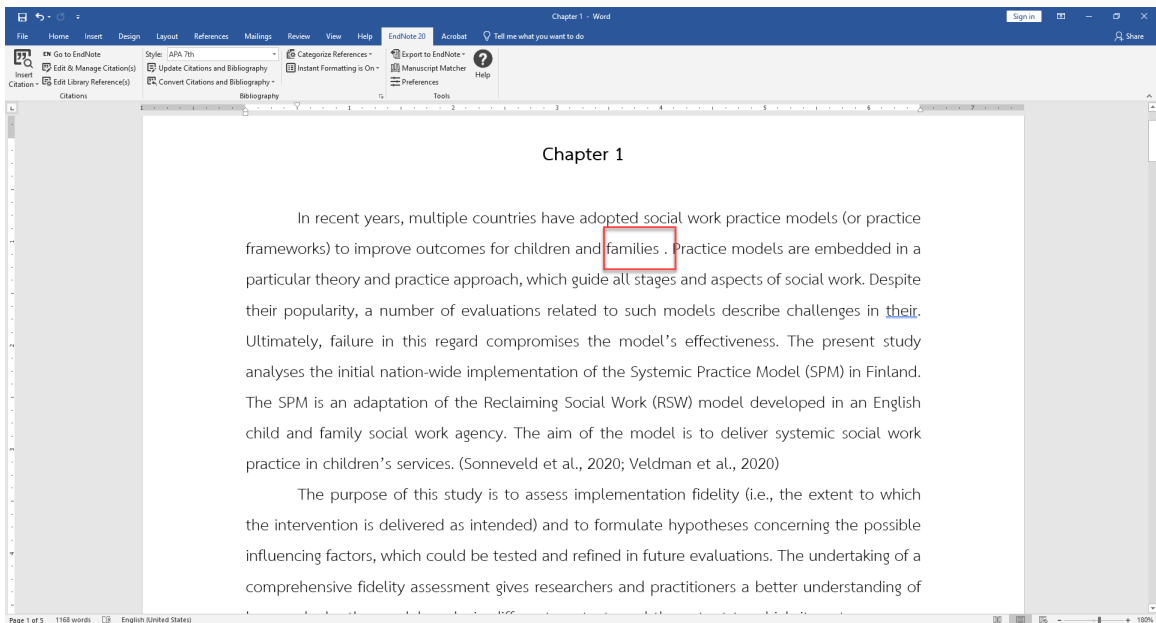 Chapter 1 - Word
Sign in
File Home Insert Design Layout References Mailings Review View Help EndNote 20 Acrobat Tell me what you want to do
Share
Insert Citation
EN Go to EndNote
Edit & Manage Citation(s)
Edit Library Reference(s)
Citations
Style: APA 7th
Update Citations and Bibliography
Convert Citations and Bibliography
Categorize References
Instant Formatting is On
Bibliography
Export to EndNote
Manuscript Matcher
Preferences
Help
Tools
1 2 3 4 5 6 7
Chapter 1
In recent years, multiple countries have adopted social work practice models (or practice
frameworks) to improve outcomes for children and families . Practice models are embedded in a
particular theory and practice approach, which guide all stages and aspects of social work. Despite
their popularity, a number of evaluations related to such models describe challenges in their.
Ultimately, failure in this regard compromises the model's effectiveness. The present study
analyses the initial nation-wide implementation of the Systemic Practice Model (SPM) in Finland.
The SPM is an adaptation of the Reclaiming Social Work (RSW) model developed in an English
child and family social work agency. The aim of the model is to deliver systemic social work
practice in children's services. (Sonneveld et al., 2020; Veldman et al., 2020)
The purpose of this study is to assess implementation fidelity (i.e., the extent to which
the intervention is delivered as intended) and to formulate hypotheses concerning the possible
influencing factors, which could be tested and refined in future evaluations. The undertaking of a
comprehensive fidelity assessment gives researchers and practitioners a better understanding of
Page 1 of 5 1168 words English (United States)
180%